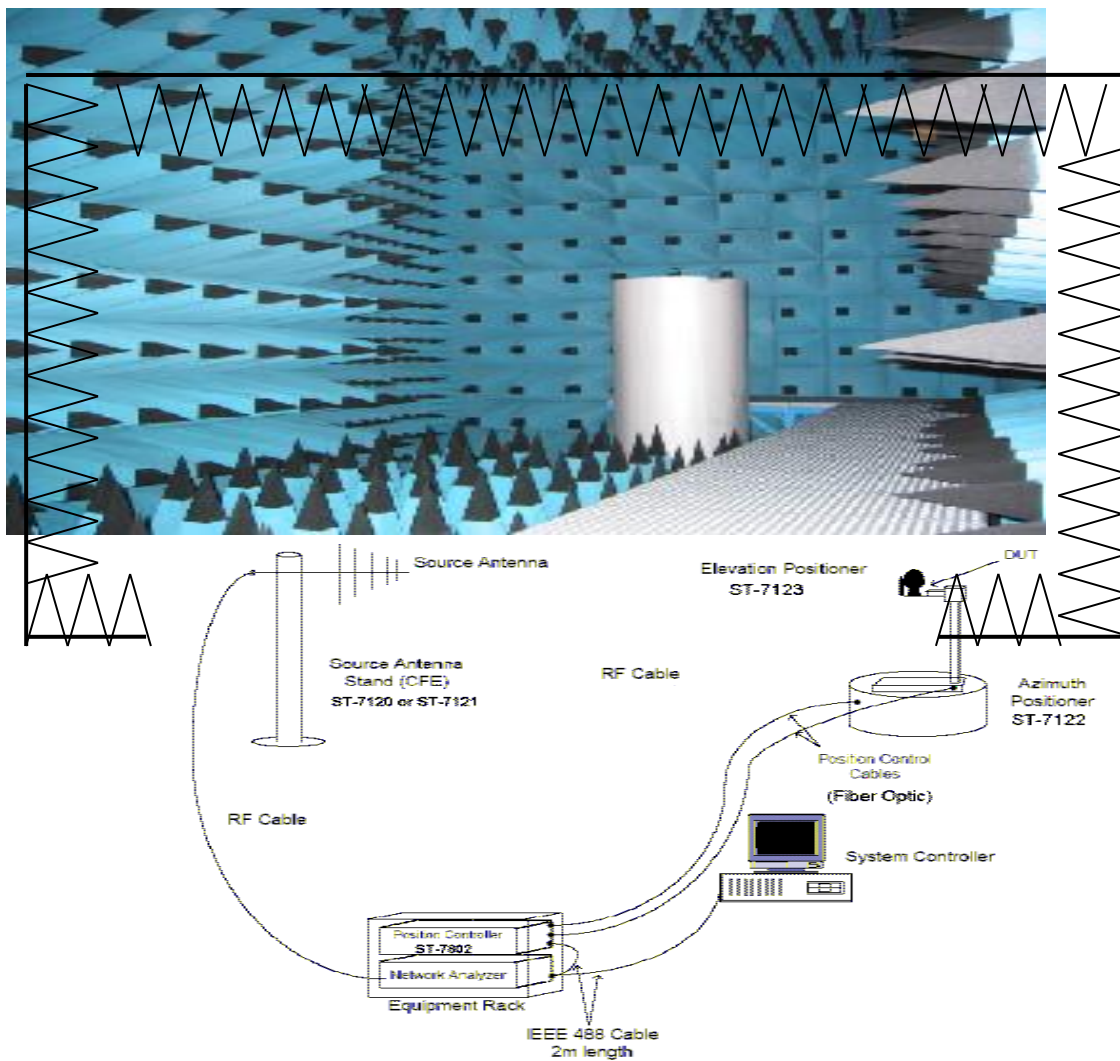 Source Antenna
DUT
Elevation Positioner
ST-7123
Source Antenna
Stand (CFE)
ST-7120 or ST-7121
RF Cable
Azimuth
Positioner
ST-7122
Position Control
Cables
(Fiber Optic)
RF Cable
System Controller
Position Controller
ST-7802
Network Analyzer
Equipment Rack
IEEE 488 Cable
2m length